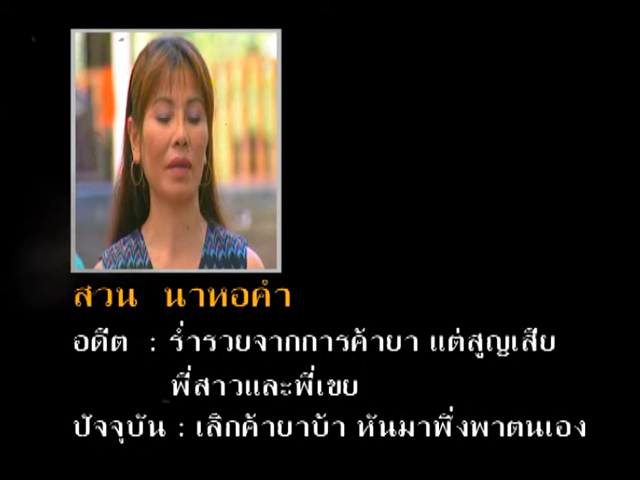 สวน นาหอคำ
อดีต : ร่ำรวยจากการค้ายา แต่สูญเสีย
พี่สาวและพี่เขย
ปัจจุบัน : เลิกค้ายาบ้า หันมาพึ่งพาตนเอง